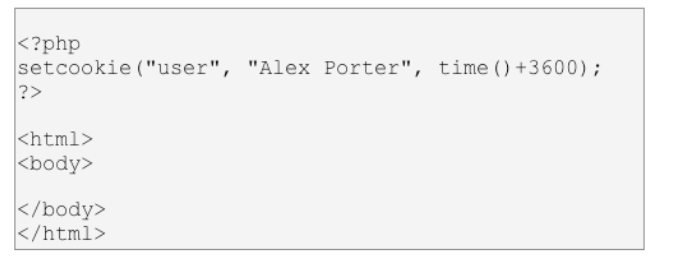 <?php
setcookie("user", "Alex Porter", time()+3600);
?>
<html>
<body>
</body>
</html>